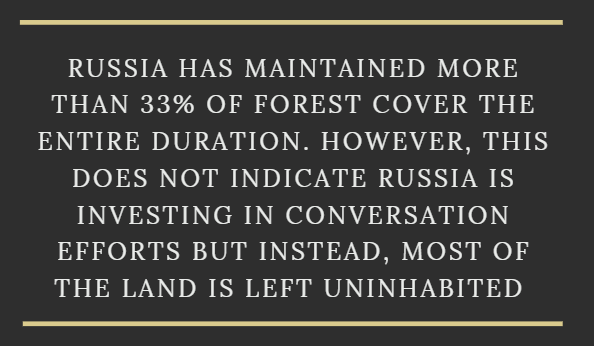 RUSSIA HAS MAINTAINED MORE
THAN 33% OF FOREST COVER THE
ENTIRE DURATION. HOWEVER, THIS
DOES NOT INDICATE RUSSIA IS
INVESTING IN CONVERSATION
EFFORTS BUT INSTEAD, MOST OF
THE LAND IS LEFT UNINHABITED